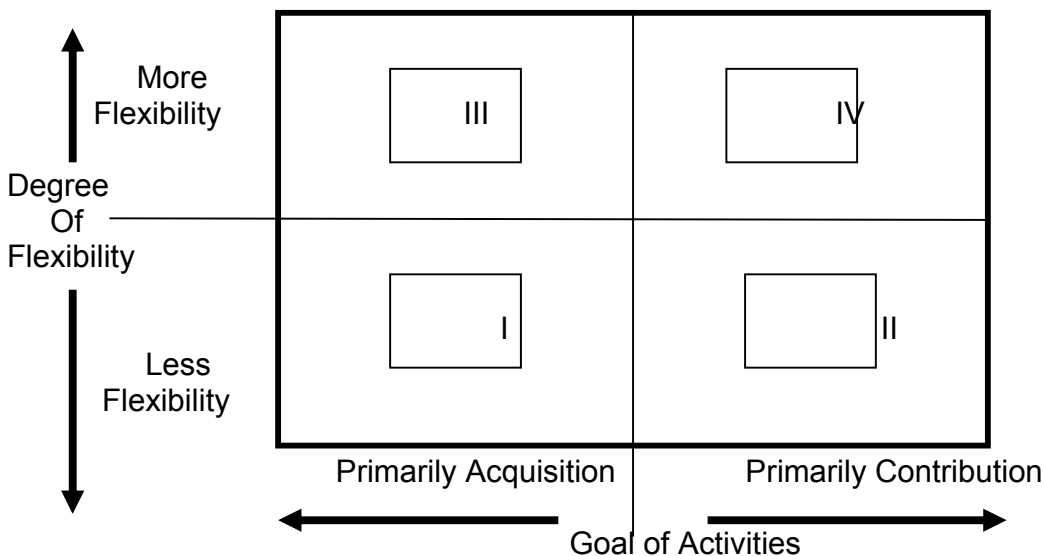 More
Flexibility
III
IV
Degree
Of
Flexibility
I
II
Less
Flexibility
Primarily Acquisition
Primarily Contribution
Goal of Activities